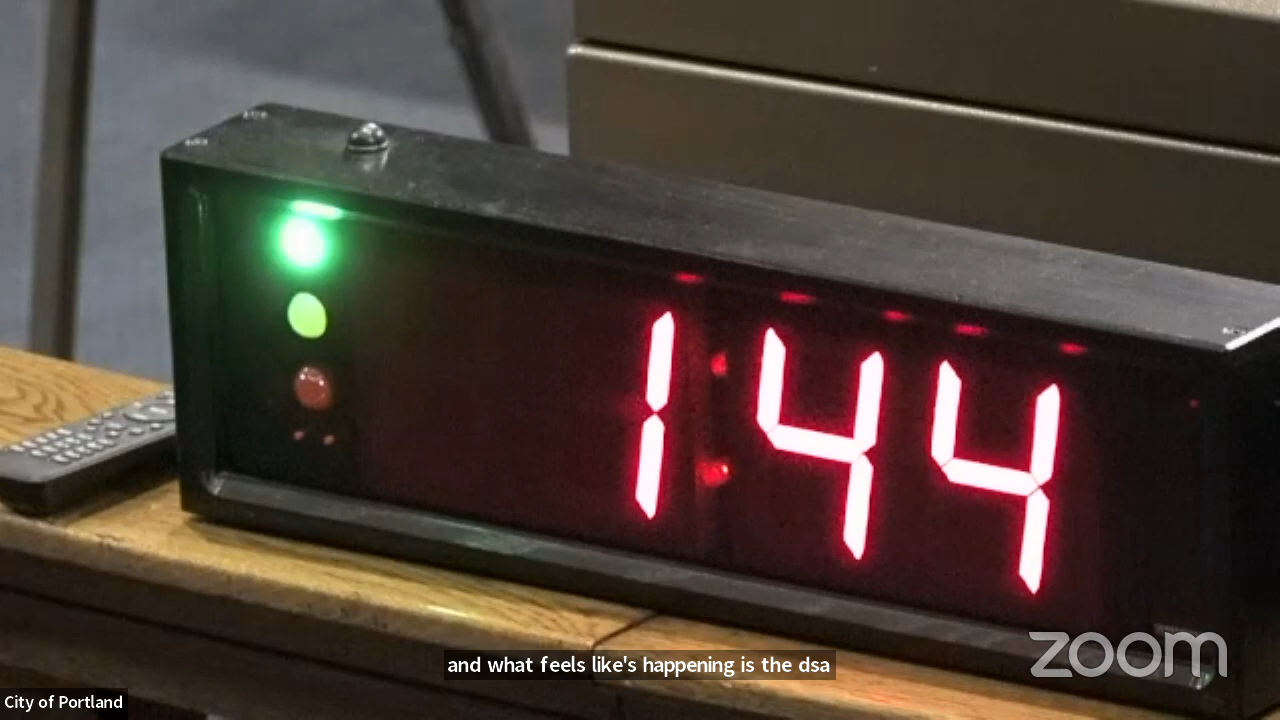 1:44
zoom
and what feels like's happening is the dsa
City of Portland